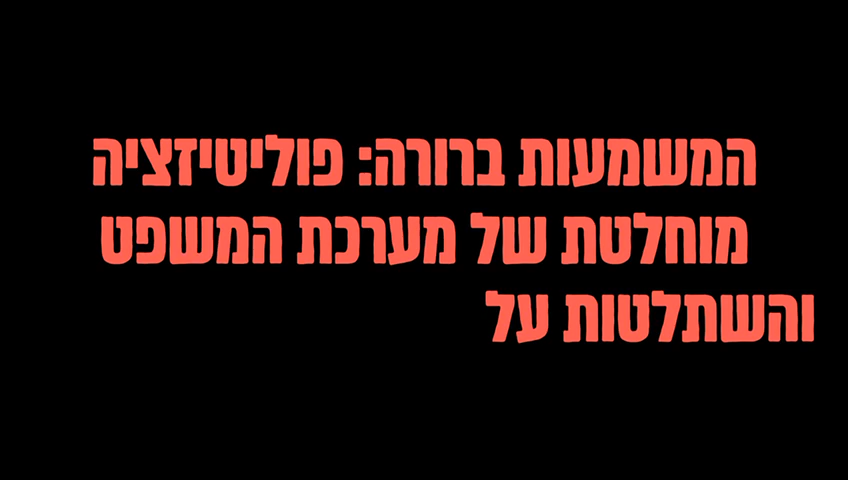 המשמעות ברורה: פוליטיזציה
מוחלטת של מערכת המשפט
והשתלטות על